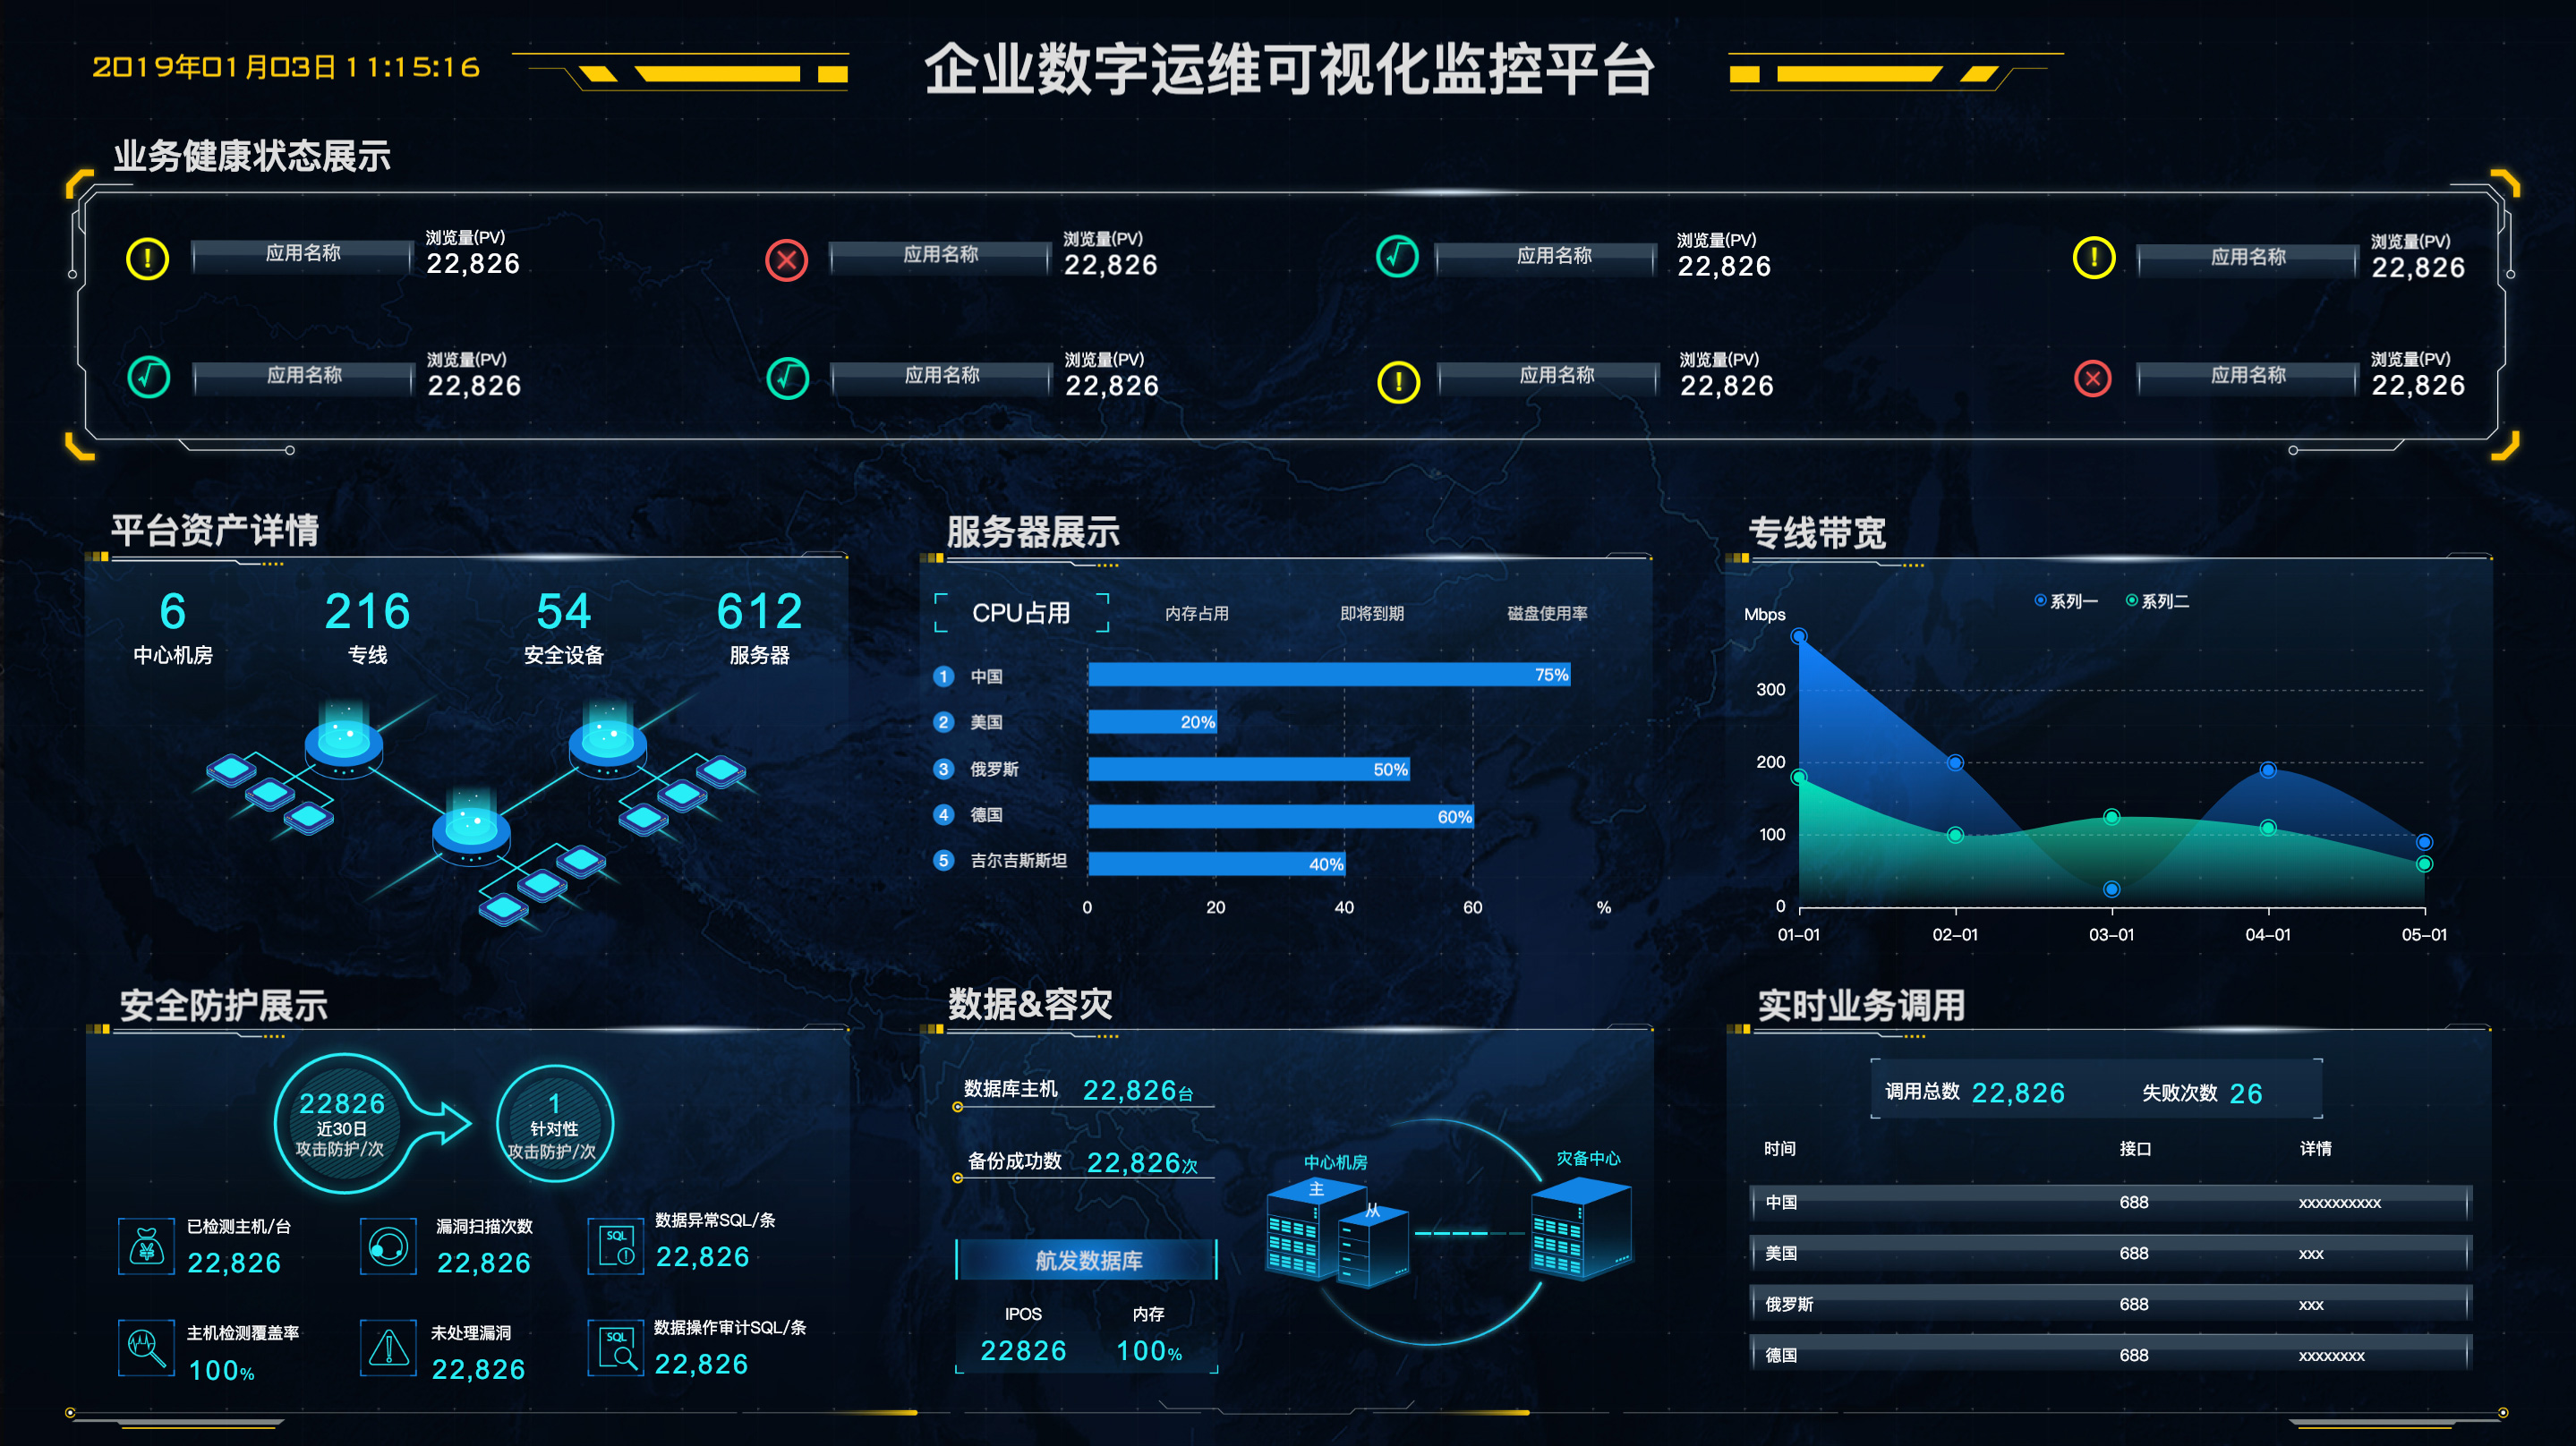 2019年01月03日 11:15:16
企业数字运维可视化监控平台
业务健康状态展示
应用名称 浏览量(PV) 22,826
应用名称 浏览量(PV) 22,826
应用名称 浏览量(PV) 22,826
应用名称 浏览量(PV) 22,826
应用名称 浏览量(PV) 22,826
应用名称 浏览量(PV) 22,826
应用名称 浏览量(PV) 22,826
应用名称 浏览量(PV) 22,826
平台资产详情
6 216 54 612
中心机房 专线 安全设备 服务器
服务器展示
CPU占用 内存占用 即将到期 磁盘使用率
1 中国 75%
2 美国 20%
3 俄罗斯 50%
4 德国 60%
5 吉尔吉斯斯坦 40%
0 20 40 60 %
专线带宽
系列一 系列二
Mbps
300
200
100
0
01-01 02-01 03-01 04-01 05-01
安全防护展示
22826
近30日
攻击防护/次
1
针对性
攻击防护/次
已检测主机/台
22,826
漏洞扫描次数
22,826
SQL
数据异常SQL/条
22,826
主机检测覆盖率
100%
未处理漏洞
22,826
SQL
数据操作审计SQL/条
22,826
数据&容灾
数据库主机 22,826台
备份成功数 22,826次
航发数据库
IPOS 内存
22826 100%
中心机房
主
从
灾备中心
实时业务调用
调用总数 22,826 失败次数 26
时间 接口 详情
中国 688 xxxxxxxxxx
美国 688 xxx
俄罗斯 688 xxx
德国 688 xxxxxxxx